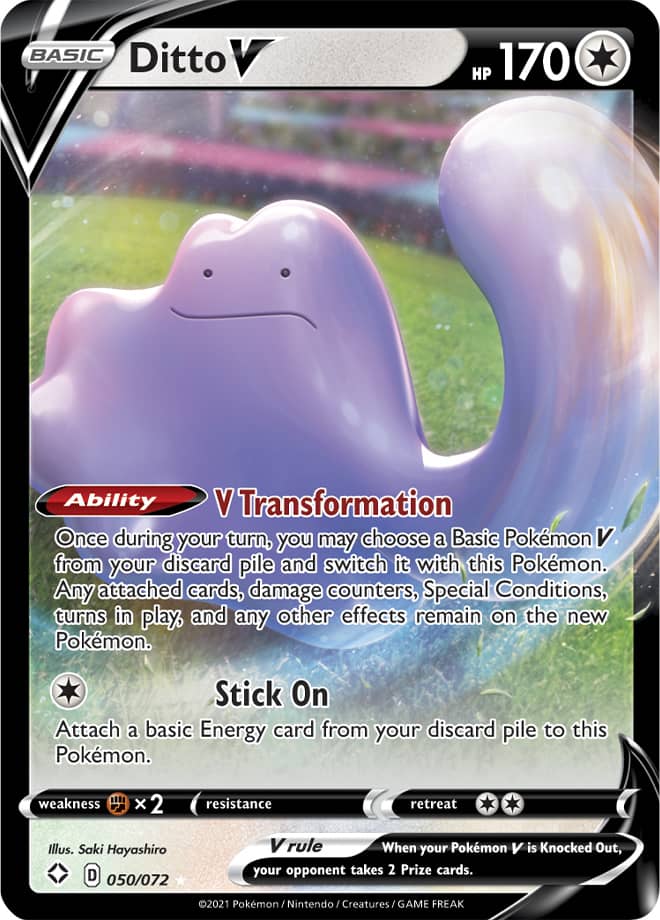 BASIC Ditto V HP 170
Ability V Transformation
Once during your turn, you may choose a Basic Pokémon V
from your discard pile and switch it with this Pokémon.
Any attached cards, damage counters, Special Conditions,
turns in play, and any other effects remain on the new
Pokémon.
Stick On
Attach a basic Energy card from your discard pile to this
Pokémon.
weakness ×2 resistance retreat
Illus. Saki Hayashiro
V rule When your Pokémon V is Knocked Out,
your opponent takes 2 Prize cards.
D 050/072
©2021 Pokémon / Nintendo / Creatures / GAME FREAK